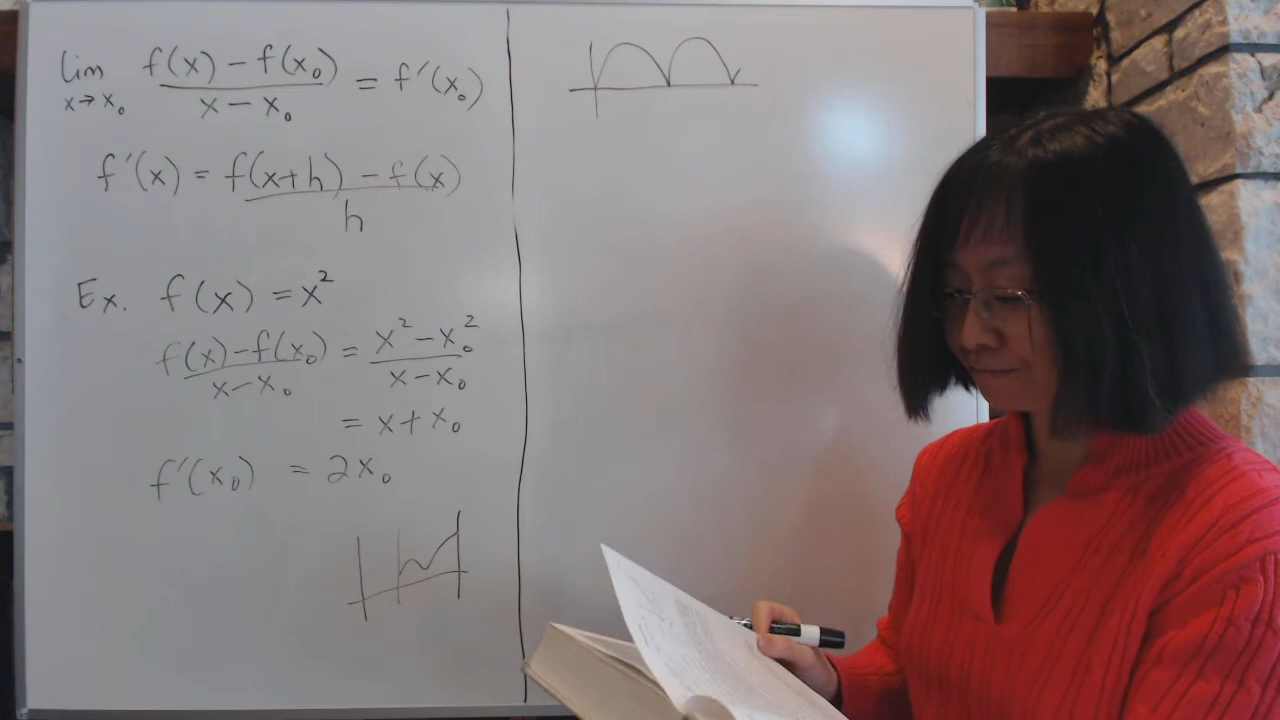 lim x→x₀ (f(x) – f(x₀))/(x – x₀) = f′(x₀)
f′(x) = (f(x+h) – f(x))/h
Ex. f(x) = x²
(f(x)–f(x₀))/(x–x₀) = (x²–x₀²)/(x–x₀)
= x + x₀
f′(x₀) = 2x₀